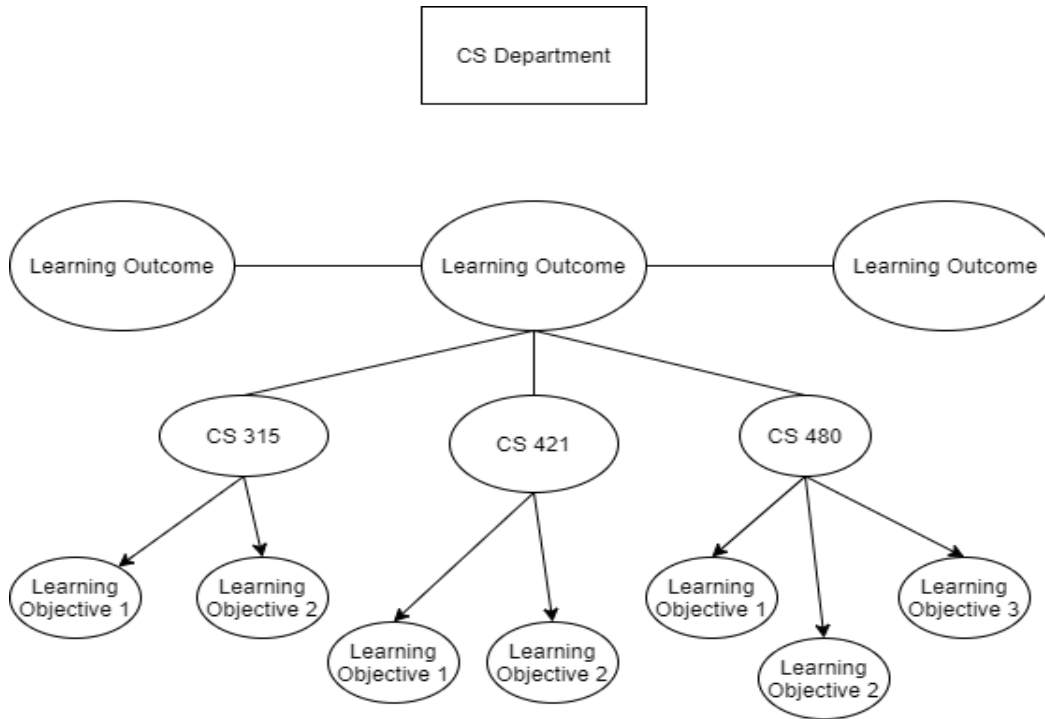 CS Department
Learning Outcome
Learning Outcome
Learning Outcome
CS 315
CS 421
CS 480
Learning
Objective 1
Learning
Objective 2
Learning
Objective 1
Learning
Objective 2
Learning
Objective 1
Learning
Objective 2
Learning
Objective 3